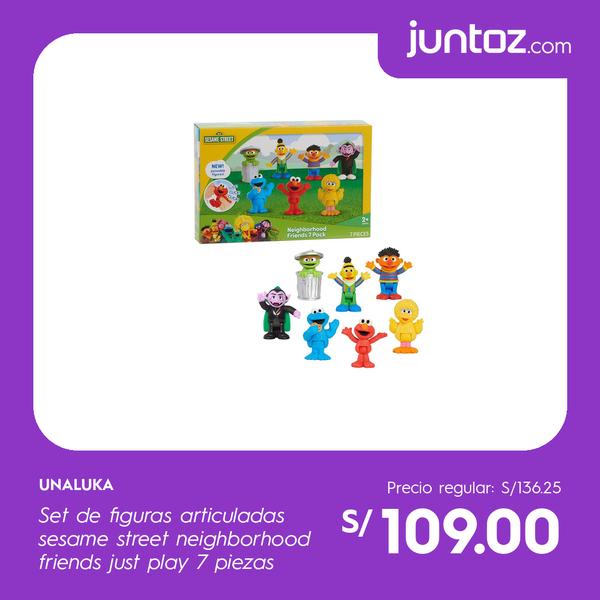 juntoz.com
SESAME STREET
NEW!
Neighborhood
Friends 7 Pack
2+
7 PIECES
UNALUKA
Precio regular: S/136.25
Set de figuras articuladas
sesame street neighborhood
friends just play 7 piezas
S/ 109.00